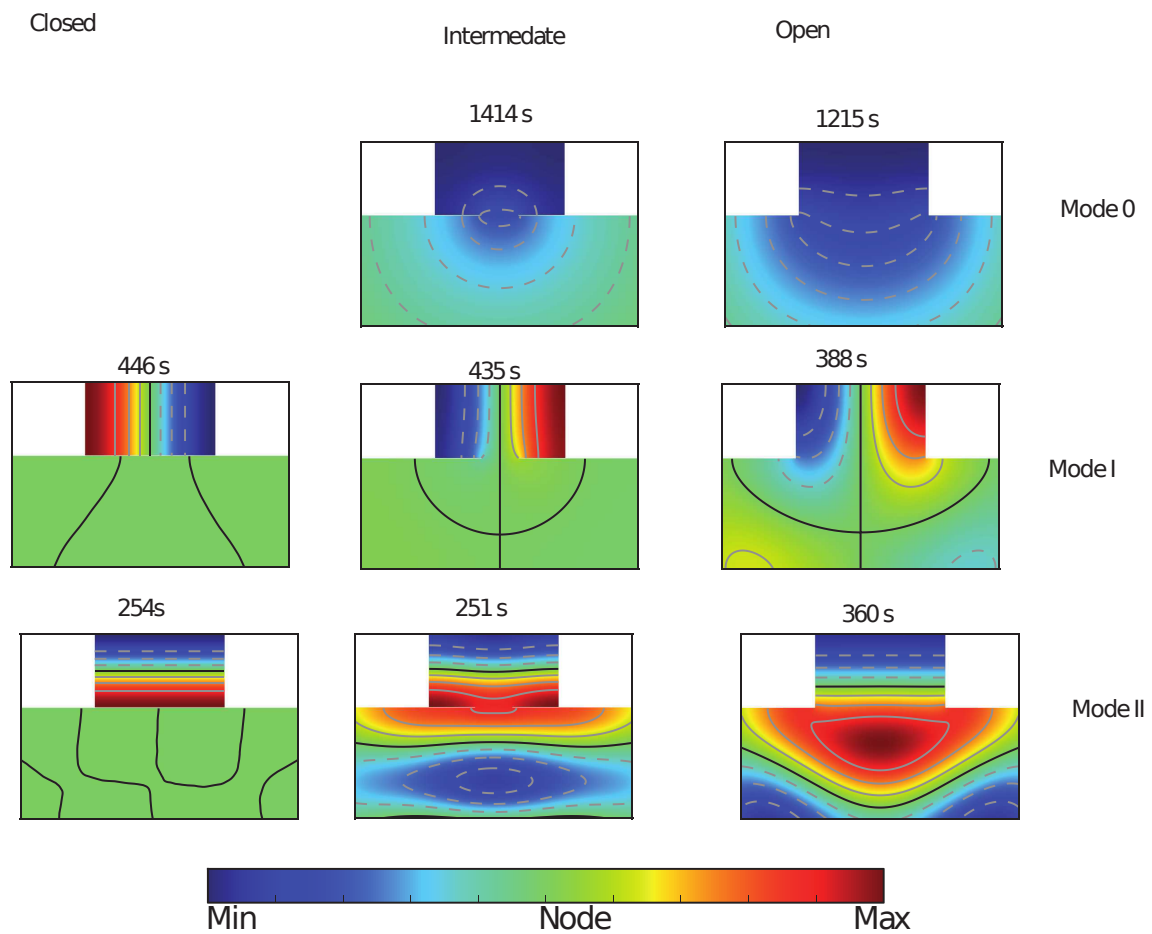 Closed
Intermedate
Open
1414 s
1215 s
Mode 0
446 s
435 s
388 s
Mode I
254s
251 s
360 s
Mode II
Min
Node
Max